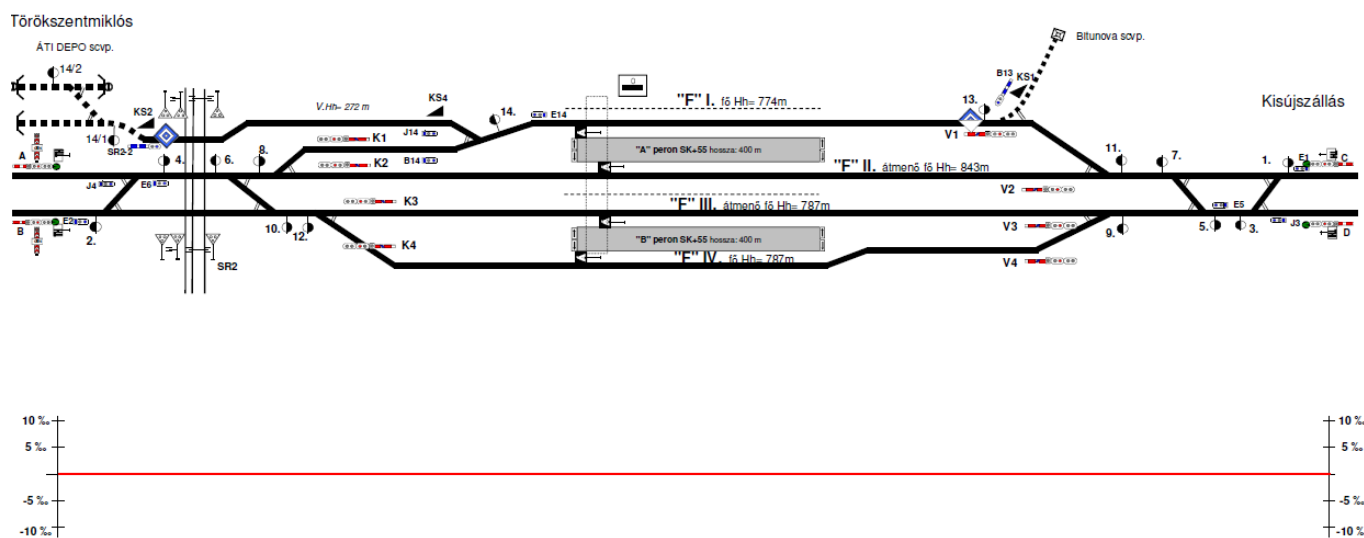 Törökszentmiklós
ÁTI DEPO scvp.
14/2
Bitunova scvp.
B13
KS1
Kisújszállás
KS2
V.Hh= 272 m
KS4
14.
E14
"F" I. fő Hh= 774m
13.
14/1
SR2-2
K1
J14
V1
A
4.
6.
8.
K2
B14
"A" peron SK+55 hossza: 400 m
"F" II. átmenő fő Hh= 843m
11.
7.
1.
E1
C
J4
E6
K3
V2
"F" III. átmenő fő Hh= 787m
B
E2
2.
10.
12.
K4
"B" peron SK+55 hossza: 400 m
V3
9.
5.
E5
3.
J3
D
SR2
"F" IV. fő Hh= 787m
V4
10 ‰
10 ‰
5 ‰
5 ‰
-5 ‰
-5 ‰
-10 ‰
-10 ‰